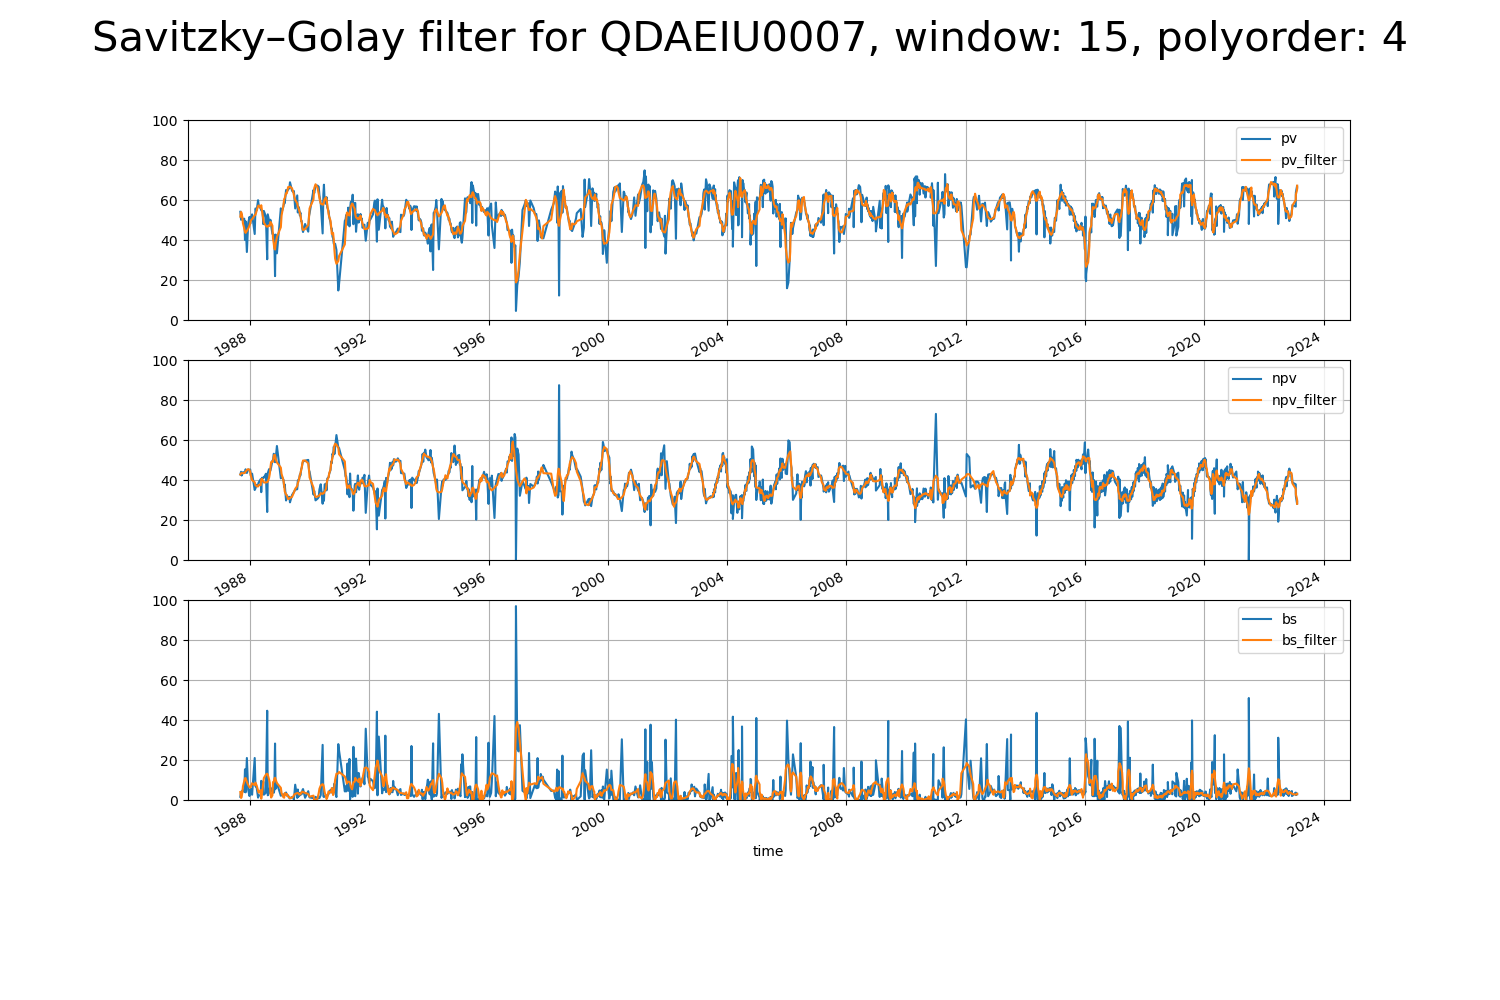 Savitzky–Golay filter for QDAEIU0007, window: 15, polyorder: 4
100
80
60
40
20
0
pv
pv_filter
1988 1992 1996 2000 2004 2008 2012 2016 2020 2024
100
80
60
40
20
0
npv
npv_filter
1988 1992 1996 2000 2004 2008 2012 2016 2020 2024
100
80
60
40
20
0
bs
bs_filter
1988 1992 1996 2000 2004 2008 2012 2016 2020 2024
time